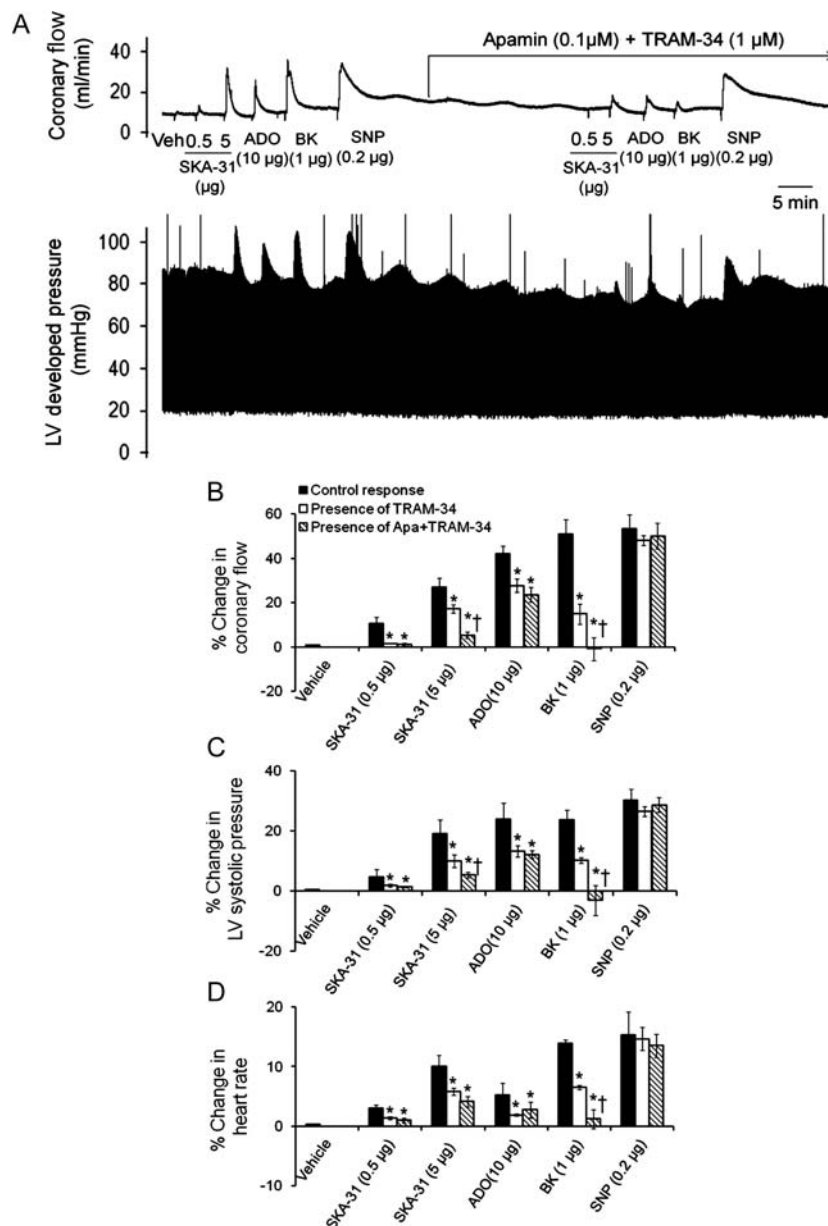 A
Coronary flow
(ml/min)
60
40
20
0
Apamin (0.1µM) + TRAM-34 (1 µM)
Veh 0.5 5 ADO BK SNP
(10 µg) (1 µg) (0.2 µg)
SKA-31
(µg)
0.5 5 ADO BK SNP
(10 µg) (1 µg) (0.2 µg)
SKA-31
(µg)
5 min
LV developed pressure
(mmHg)
100
80
60
40
20
0
B
Control response
Presence of TRAM-34
Presence of Apa+TRAM-34
% Change in
coronary flow
60
40
20
0
-20
* * * *† * * * *†
Vehicle
SKA-31 (0.5 µg)
SKA-31 (5 µg)
ADO(10 µg)
BK (1 µg)
SNP (0.2 µg)
C
% Change in
LV systolic pressure
40
20
0
-20
* * * *† * * * *†
Vehicle
SKA-31 (0.5 µg)
SKA-31 (5 µg)
ADO(10 µg)
BK (1 µg)
SNP (0.2 µg)
D
% Change in
heart rate
20
10
0
-10
* * * * * * * *†
Vehicle
SKA-31 (0.5 µg)
SKA-31 (5 µg)
ADO(10 µg)
BK (1 µg)
SNP (0.2 µg)